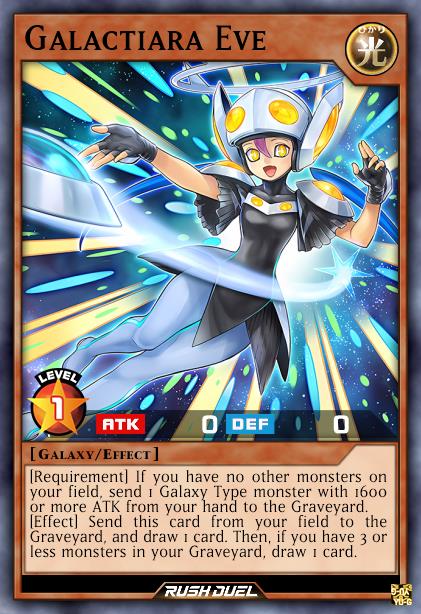 Galactiara Eve
ひかり
光
LEVEL
1
ATK 0 DEF 0
[Galaxy/Effect]
[Requirement] If you have no other monsters on
your field, send 1 Galaxy Type monster with 1600
or more ATK from your hand to the Graveyard.
[Effect] Send this card from your field to the
Graveyard, and draw 1 card. Then, if you have 3 or
less monsters in your Graveyard, draw 1 card.
RUSH DUEL